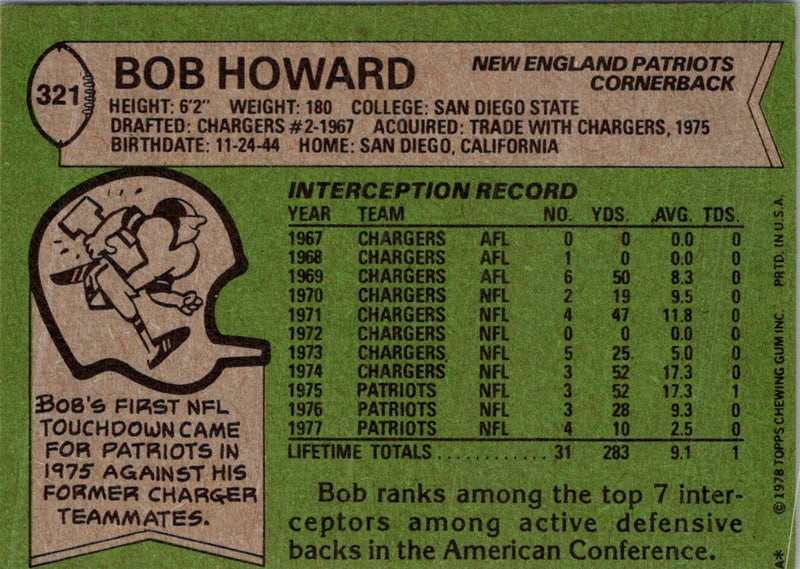 321
BOB HOWARD
NEW ENGLAND PATRIOTS
CORNERBACK
HEIGHT: 6'2" WEIGHT: 180 COLLEGE: SAN DIEGO STATE
DRAFTED: CHARGERS #2-1967 ACQUIRED: TRADE WITH CHARGERS, 1975
BIRTHDATE: 11-24-44 HOME: SAN DIEGO, CALIFORNIA
INTERCEPTION RECORD
YEAR TEAM NO. YDS. AVG. TDS.
1967 CHARGERS AFL 0 0 0.0 0
1968 CHARGERS AFL 1 0 0.0 0
1969 CHARGERS AFL 6 50 8.3 0
1970 CHARGERS NFL 2 19 9.5 0
1971 CHARGERS NFL 4 47 11.8 0
1972 CHARGERS NFL 0 0 0.0 0
1973 CHARGERS NFL 5 25 5.0 0
1974 CHARGERS NFL 3 52 17.3 0
1975 PATRIOTS NFL 3 52 17.3 1
1976 PATRIOTS NFL 3 28 9.3 0
1977 PATRIOTS NFL 4 10 2.5 0
LIFETIME TOTALS............ 31 283 9.1 1
BOB'S FIRST NFL
TOUCHDOWN CAME
FOR PATRIOTS IN
1975 AGAINST HIS
FORMER CHARGER
TEAMMATES.
Bob ranks among the top 7 inter-
ceptors among active defensive
backs in the American Conference.
A* © 1978 TOPPS CHEWING GUM INC. PRTD. IN U.S.A.